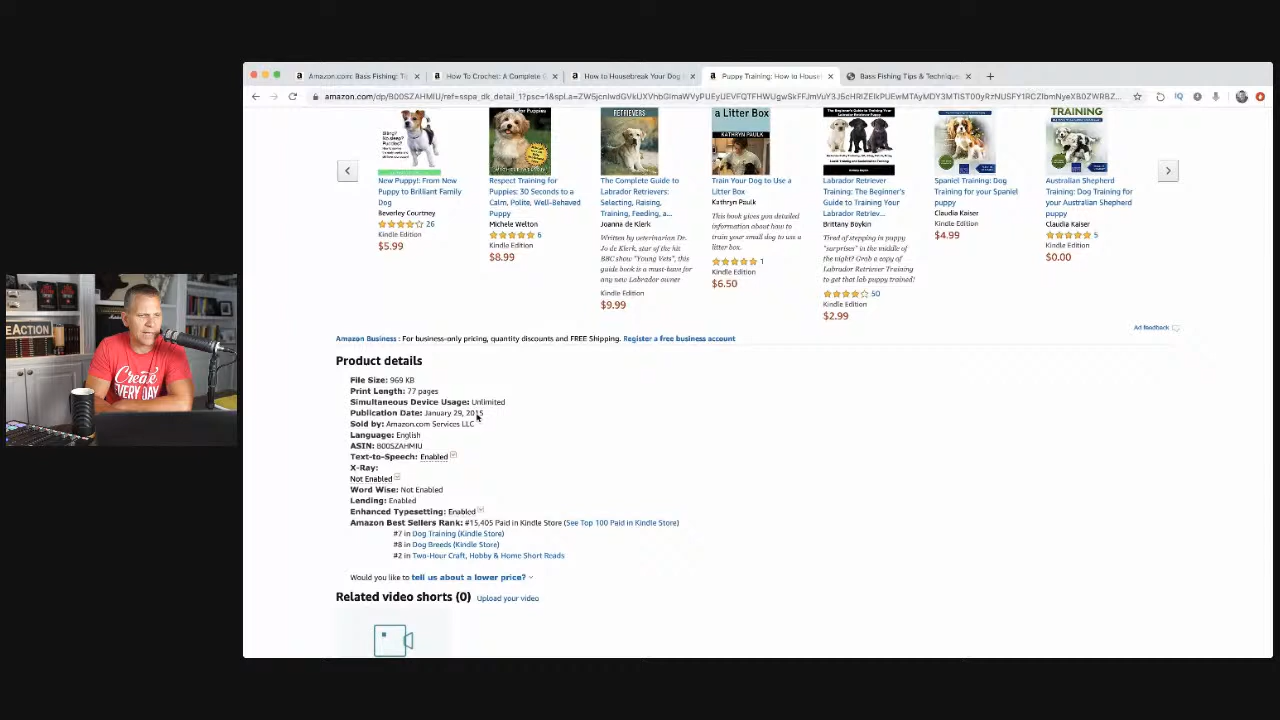 Amazon.com: Bass Fishing: Ti
How To Crochet: A Complete G
How to Housebreak Your Dog I
Puppy Training: How to House
Bass Fishing Tips & Technique
for Puppies
RETRIEVERS
a Litter Box
KATHRYN PAULK
TRAINING
New Puppy!: From New
Puppy to Brilliant Family
Dog
Beverley Courtney
26
Kindle Edition
$5.99
Respect Training for
Puppies: 30 Seconds to a
Calm, Polite, Well-Behaved
Puppy
Michele Welton
6
Kindle Edition
$8.99
The Complete Guide to
Labrador Retrievers:
Selecting, Raising,
Training, Feeding, a...
Joanna de Klerk
Written by veterinarian Dr.
Jo de Klerk, star of the hit
BBC show "Young Vets", this
guide book is a must-have for
any new Labrador owner
Kindle Edition
$9.99
Train Your Dog to Use a
Litter Box
Kathryn Paulk
This book gives you detailed
information about how to
train your small dog to use a
litter box.
1
Kindle Edition
$6.50
Labrador Retriever
Training: The Beginner's
Guide to Training Your
Labrador Retriev...
Brittany Boykin
Tired of stepping in puppy
"surprises" in the middle of
the night? Grab a copy of
Labrador Retriever Training
to get that lab puppy trained!
50
Kindle Edition
$2.99
Spaniel Training: Dog
Training for your Spaniel
puppy
Claudia Kaiser
Kindle Edition
$4.99
Australian Shepherd
Training: Dog Training for
your Australian Shepherd
puppy
Claudia Kaiser
5
Kindle Edition
$0.00
Ad feedback
Amazon Business : For business-only pricing, quantity discounts and FREE Shipping. Register a free business account
Product details
File Size: 969 KB
Print Length: 77 pages
Simultaneous Device Usage: Unlimited
Publication Date: January 29, 2015
Sold by: Amazon.com Services LLC
Language: English
ASIN: B00SZAHMIU
Text-to-Speech: Enabled
X-Ray:
Not Enabled
Word Wise: Not Enabled
Lending: Enabled
Enhanced Typesetting: Enabled
Amazon Best Sellers Rank: #15,405 Paid in Kindle Store (See Top 100 Paid in Kindle Store)
#7 in Dog Training (Kindle Store)
#8 in Dog Breeds (Kindle Store)
#2 in Two-Hour Craft, Hobby & Home Short Reads
Would you like to tell us about a lower price?
Related video shorts (0) Upload your video
eACTION
Create
EVERY DAY